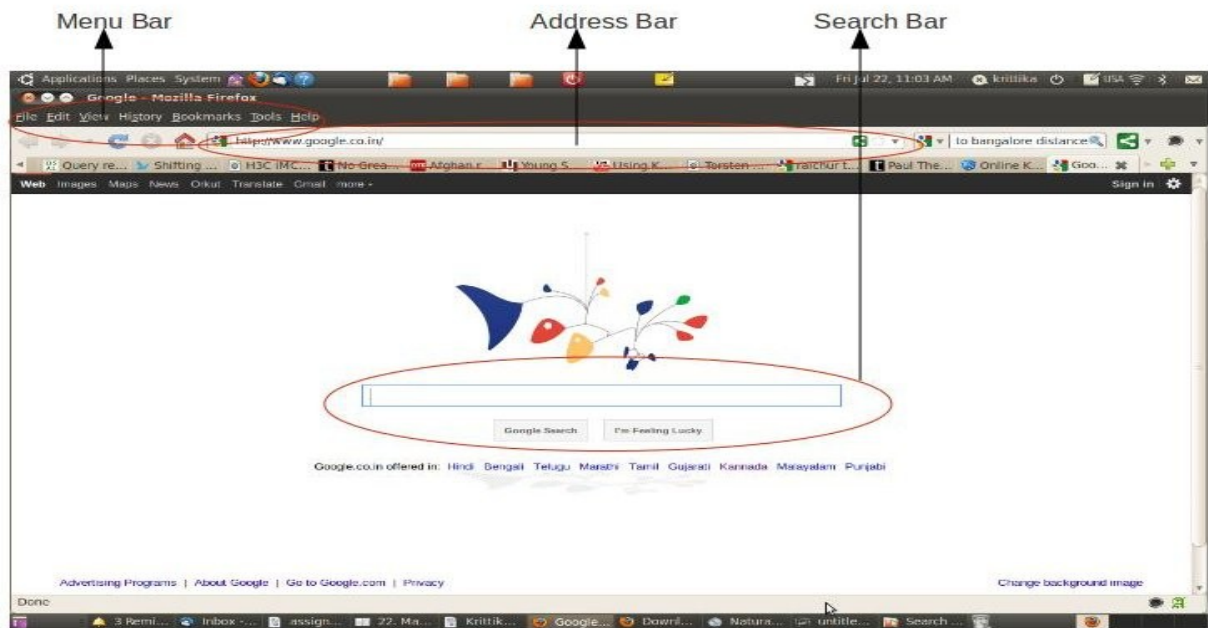 Menu Bar Address Bar Search Bar
Applications Places System Fri Jul 22, 11:03 AM krittika USA
Google - Mozilla Firefox
File Edit View History Bookmarks Tools Help
http://www.google.co.in/ to bangalore distance
Query re... Shifting ... H3C iMC... No Grea... Afghan r... Young S... Using K... Torsten ... raichur t... Paul The... Online K... Goo...
Web Images Maps News Orkut Translate Gmail more Sign in
Google Search I'm Feeling Lucky
Google.co.in offered in: Hindi Bengali Telugu Marathi Tamil Gujarati Kannada Malayalam Punjabi
Advertising Programs | About Google | Go to Google.com | Privacy Change background image
Done
3 Remi... Inbox -... assign... 22. Ma... Krittik... Google... Downl... Natura... untitle... Search ...